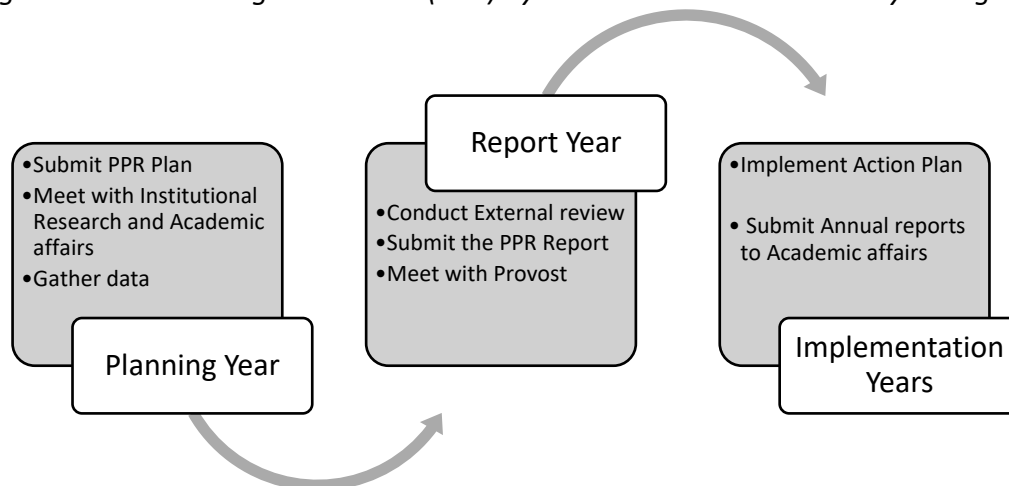 •Submit PPR Plan
•Meet with Institutional
Research and Academic
affairs
•Gather data
Planning Year
Report Year
•Conduct External review
•Submit the PPR Report
•Meet with Provost
•Implement Action Plan
• Submit Annual reports
to Academic affairs
Implementation
Years